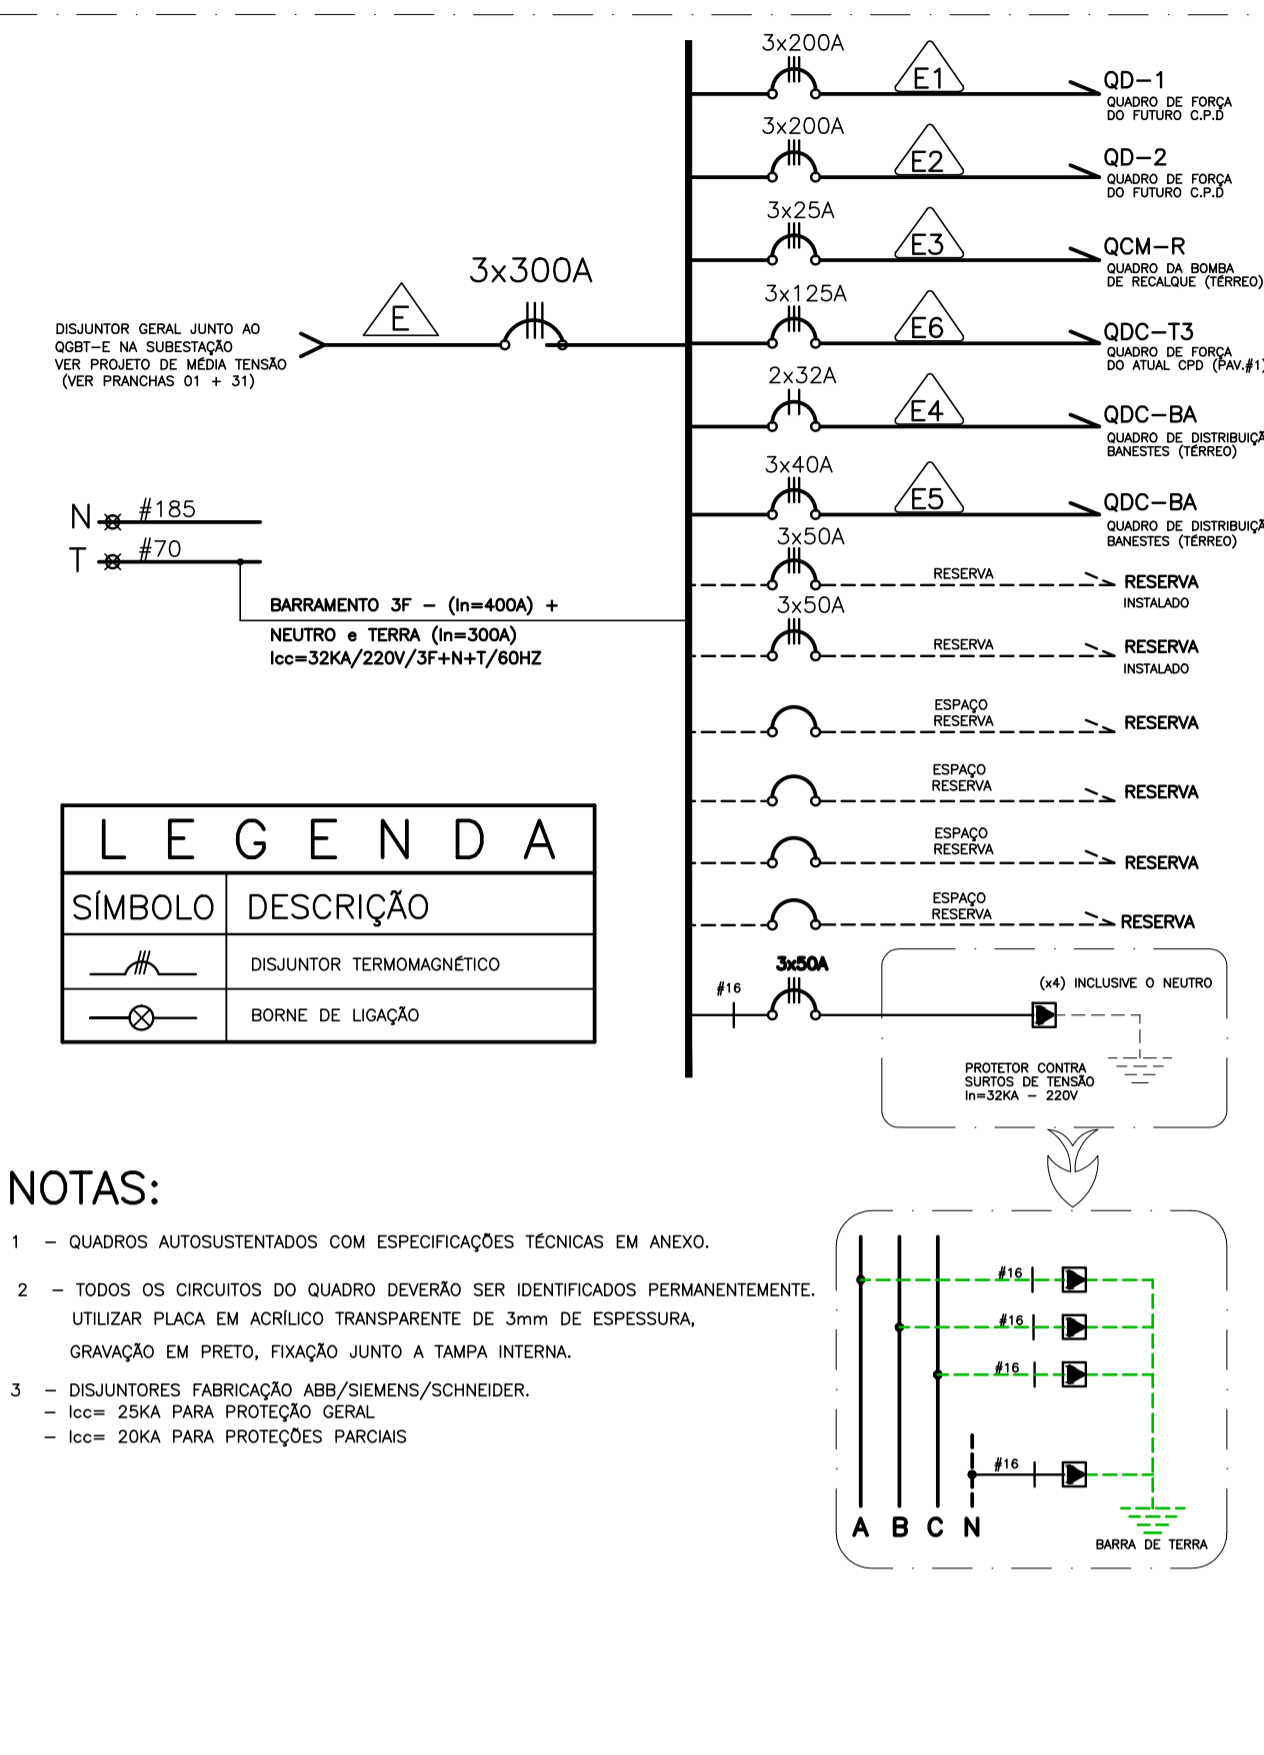 3x200A
E1
QD-1
QUADRO DE FORÇA
DO FUTURO C.P.D
3x200A
E2
QD-2
QUADRO DE FORÇA
DO FUTURO C.P.D
3x25A
E3
QCM-R
QUADRO DA BOMBA
DE RECALQUE (TÉRREO)
3x125A
E6
QDC-T3
QUADRO DE FORÇA
DO ATUAL CPD (PAV.#1)
2x32A
E4
QDC-BA
QUADRO DE DISTRIBUIÇÃ
BANESTES (TÉRREO)
3x40A
E5
QDC-BA
QUADRO DE DISTRIBUIÇÃ
BANESTES (TÉRREO)
3x50A
RESERVA
RESERVA
INSTALADO
3x50A
RESERVA
RESERVA
INSTALADO
ESPAÇO
RESERVA
RESERVA
ESPAÇO
RESERVA
RESERVA
ESPAÇO
RESERVA
RESERVA
ESPAÇO
RESERVA
RESERVA
3x50A
#16
(x4) INCLUSIVE O NEUTRO
PROTETOR CONTRA
SURTOS DE TENSÃO
In=32KA - 220V
3x300A
E
DISJUNTOR GERAL JUNTO AO
QGBT-E NA SUBESTAÇÃO
VER PROJETO DE MÉDIA TENSÃO
(VER PRANCHAS 01 + 31)
N #185
T #70
BARRAMENTO 3F - (In=400A) +
NEUTRO e TERRA (In=300A)
Icc=32KA/220V/3F+N+T/60HZ
LEGENDA
SÍMBOLO DESCRIÇÃO
DISJUNTOR TERMOMAGNÉTICO
BORNE DE LIGAÇÃO
NOTAS:
1 - QUADROS AUTOSUSTENTADOS COM ESPECIFICAÇÕES TÉCNICAS EM ANEXO.
2 - TODOS OS CIRCUITOS DO QUADRO DEVERÃO SER IDENTIFICADOS PERMANENTEMENTE.
UTILIZAR PLACA EM ACRÍLICO TRANSPARENTE DE 3mm DE ESPESSURA,
GRAVAÇÃO EM PRETO, FIXAÇÃO JUNTO A TAMPA INTERNA.
3 - DISJUNTORES FABRICAÇÃO ABB/SIEMENS/SCHNEIDER.
- Icc= 25KA PARA PROTEÇÃO GERAL
- Icc= 20KA PARA PROTEÇÕES PARCIAIS
#16
#16
#16
#16
A B C N
BARRA DE TERRA